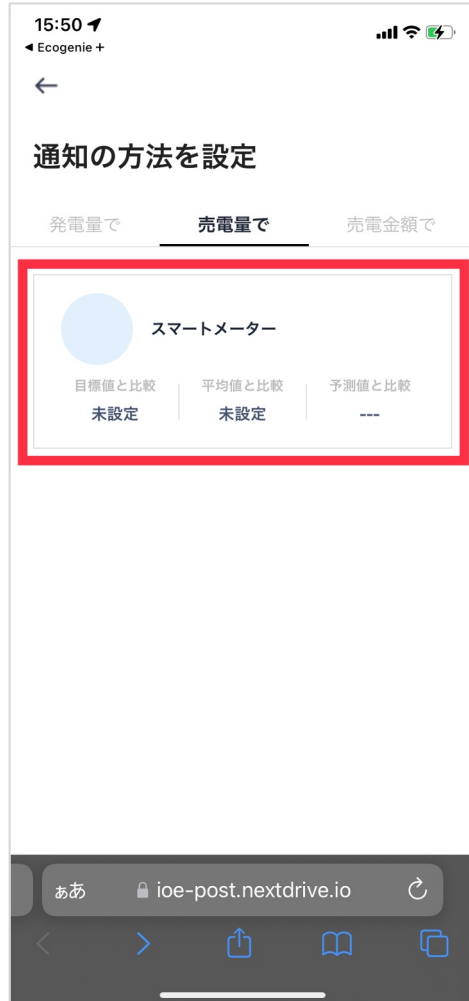 15:50
◀ Ecogenie +
←
通知の方法を設定
発電量で 売電量で 売電金額で
スマートメーター
目標値と比較 平均値と比較 予測値と比較
未設定 未設定 ---
ぁあ ioe-post.nextdrive.io